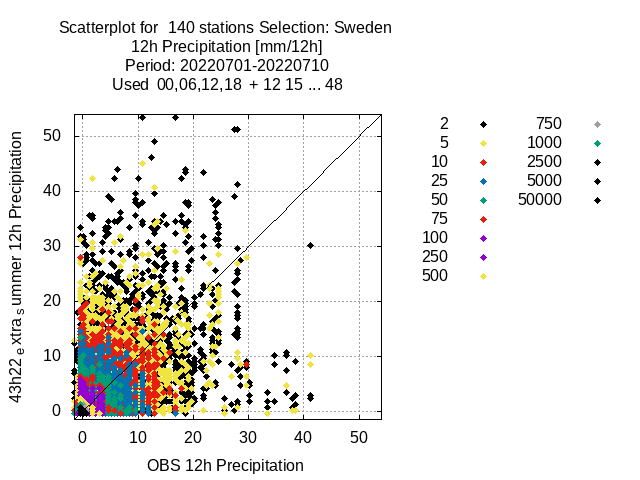 Scatterplot for 140 stations Selection: Sweden
12h Precipitation [mm/12h]
Period: 20220701-20220710
Used 00,06,12,18 + 12 15 ... 48
43h22 e xtra s ummer 12h Precipitation
50
40
30
20
10
0
0 10 20 30 40 50
OBS 12h Precipitation
2 750
5 1000
10 2500
25 5000
50 50000
75
100
250
500